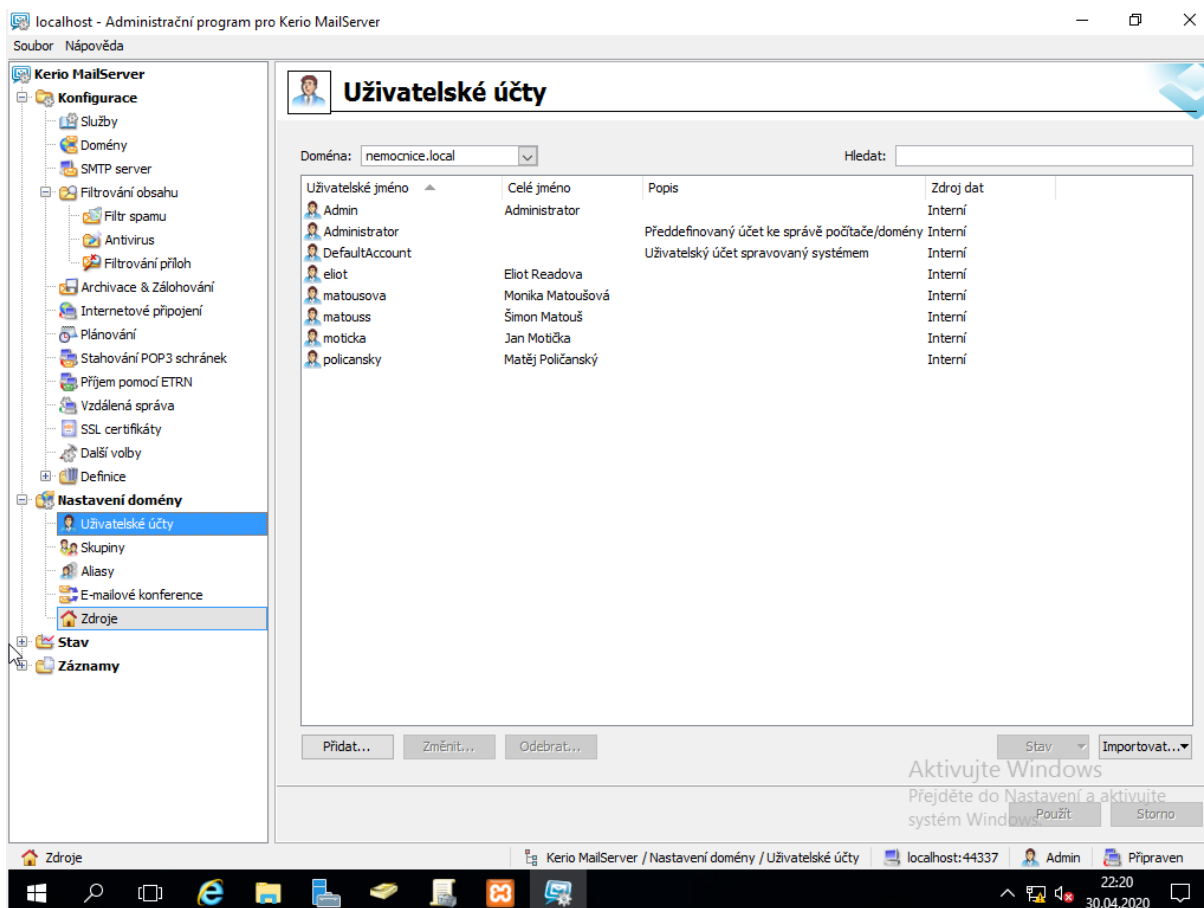 localhost - Administrační program pro Kerio MailServer
Soubor Nápověda
Kerio MailServer
Konfigurace
Služby
Domény
SMTP server
Filtrování obsahu
Filtr spamu
Antivirus
Filtrování příloh
Archivace & Zálohování
Internetové připojení
Plánování
Stahování POP3 schránek
Příjem pomocí ETRN
Vzdálená správa
SSL certifikáty
Další volby
Definice
Nastavení domény
Uživatelské účty
Skupiny
Aliasy
E-mailové konference
Zdroje
Stav
Záznamy
Uživatelské účty
Doména: nemocnice.local Hledat:
Uživatelské jméno Celé jméno Popis Zdroj dat
Admin Administrator Interní
Administrator Předdefinovaný účet ke správě počítače/domény Interní
DefaultAccount Uživatelský účet spravovaný systémem Interní
eliot Eliot Readova Interní
matousova Monika Matoušová Interní
matouss Šimon Matouš Interní
moticka Jan Motička Interní
policansky Matěj Poličanský Interní
Přidat... Změnit... Odebrat... Stav Importovat...
Aktivujte Windows
Přejděte do Nastavení a aktivujte
systém Windows.
Použít Storno
Zdroje Kerio MailServer / Nastavení domény / Uživatelské účty localhost:44337 Admin Připraven
22:20
30.04.2020